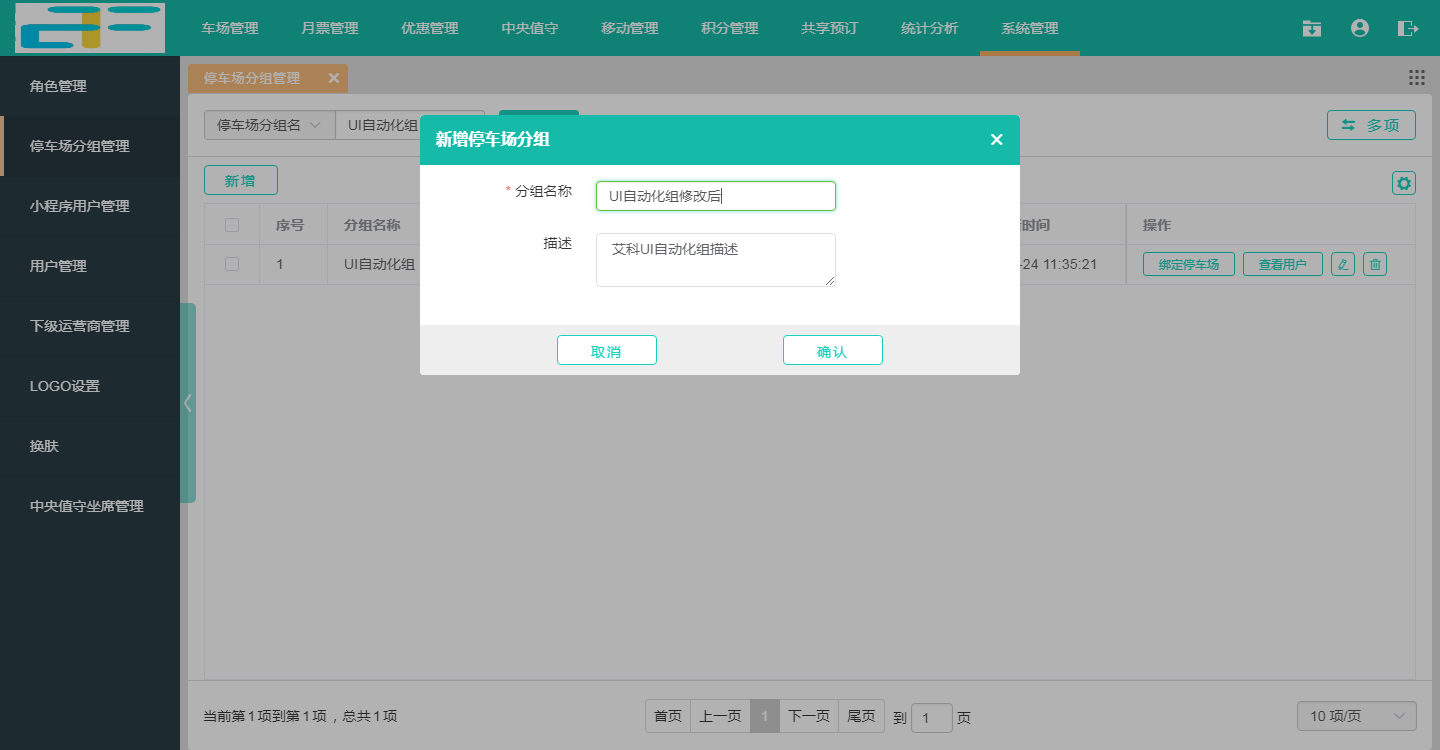 车场管理 月票管理 优惠管理 中央值守 移动管理 积分管理 共享预订 统计分析 系统管理
角色管理
停车场分组管理
小程序用户管理
用户管理
下级运营商管理
LOGO设置
换肤
中央值守坐席管理
停车场分组管理
停车场分组名 UI自动化组
多项
新增
序号 分组名称 时间 操作
1 UI自动化组 -24 11:35:21 绑定停车场 查看用户
新增停车场分组
* 分组名称 UI自动化组修改后
描述 艾科UI自动化组描述
取消 确认
当前第1项到第1项，总共1项 首页 上一页 1 下一页 尾页 到 1 页 10 项/页